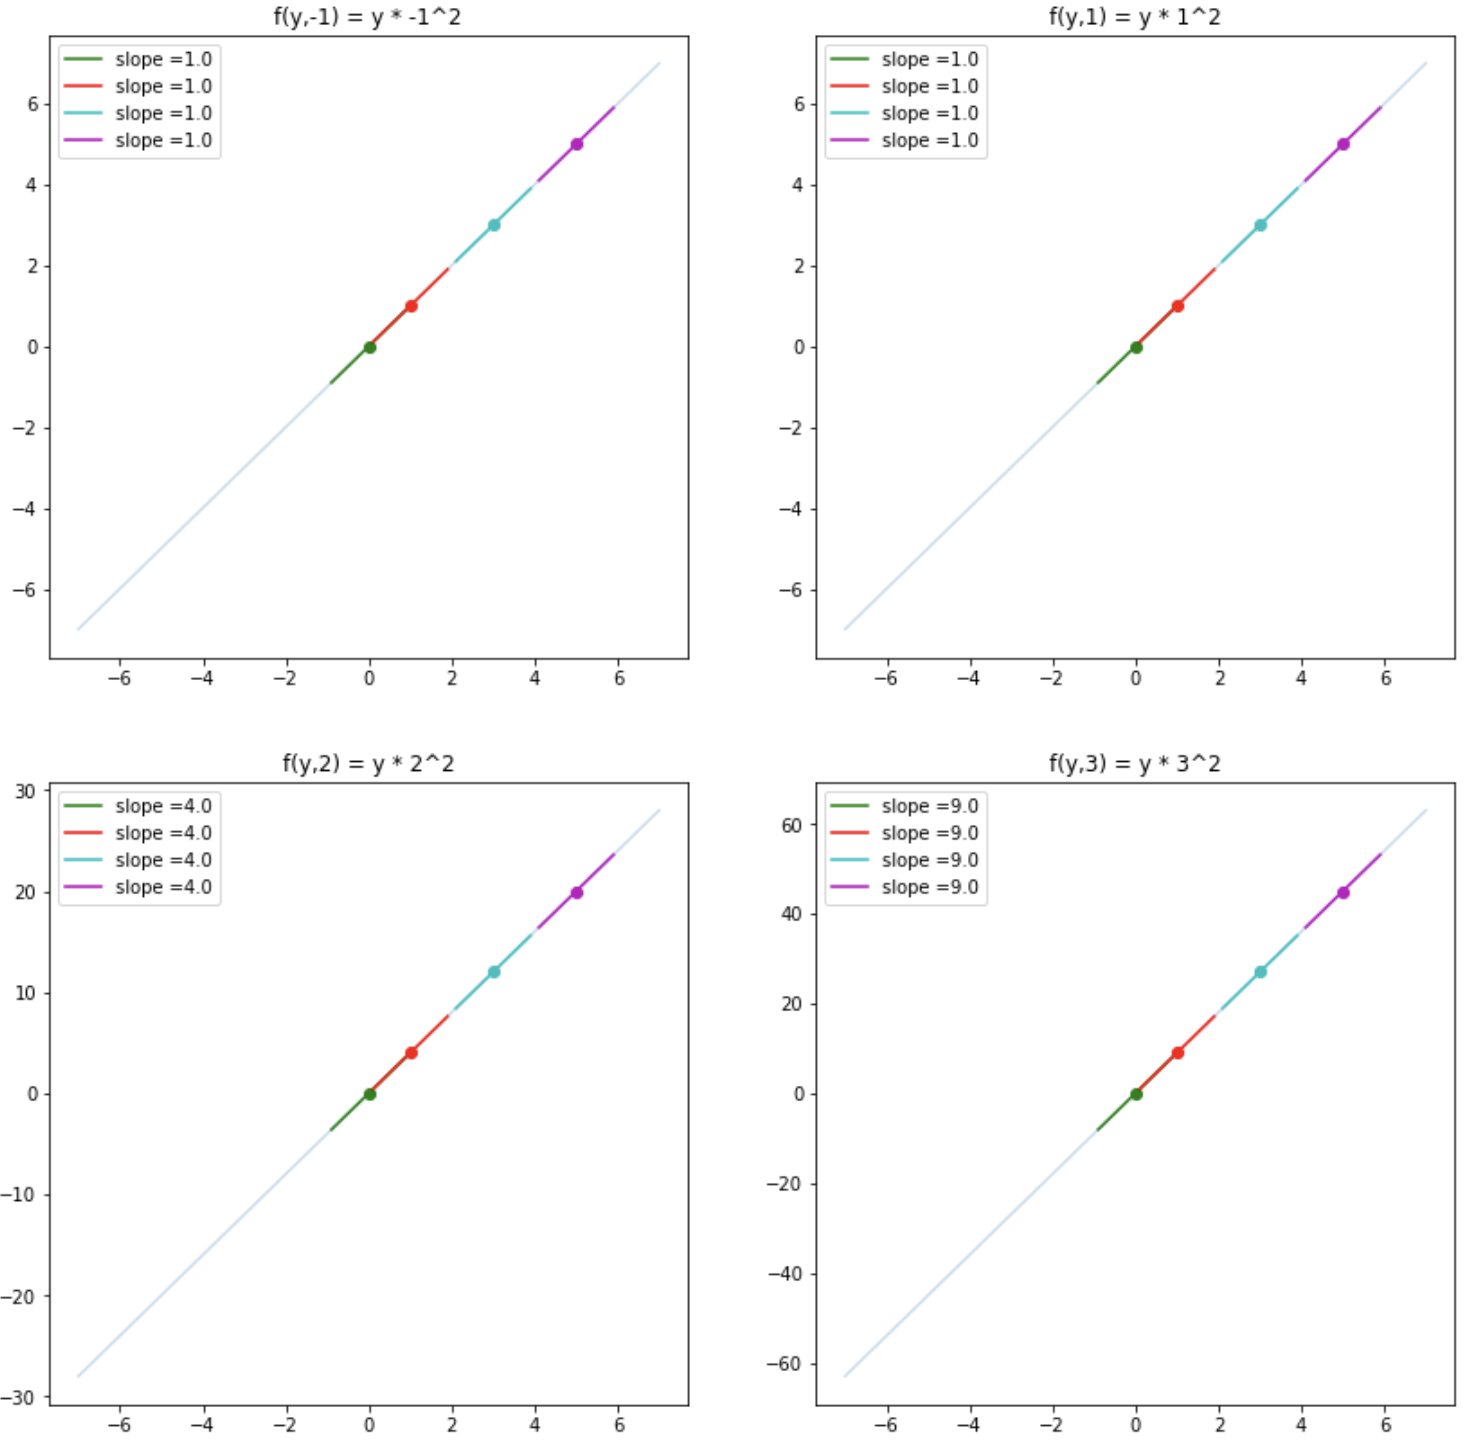 f(y,-1) = y * -1^2
slope =1.0
slope =1.0
slope =1.0
slope =1.0
6
4
2
0
−2
−4
−6
−6 −4 −2 0 2 4 6
f(y,1) = y * 1^2
slope =1.0
slope =1.0
slope =1.0
slope =1.0
6
4
2
0
−2
−4
−6
−6 −4 −2 0 2 4 6
f(y,2) = y * 2^2
slope =4.0
slope =4.0
slope =4.0
slope =4.0
30
20
10
0
−10
−20
−30
−6 −4 −2 0 2 4 6
f(y,3) = y * 3^2
slope =9.0
slope =9.0
slope =9.0
slope =9.0
60
40
20
0
−20
−40
−60
−6 −4 −2 0 2 4 6